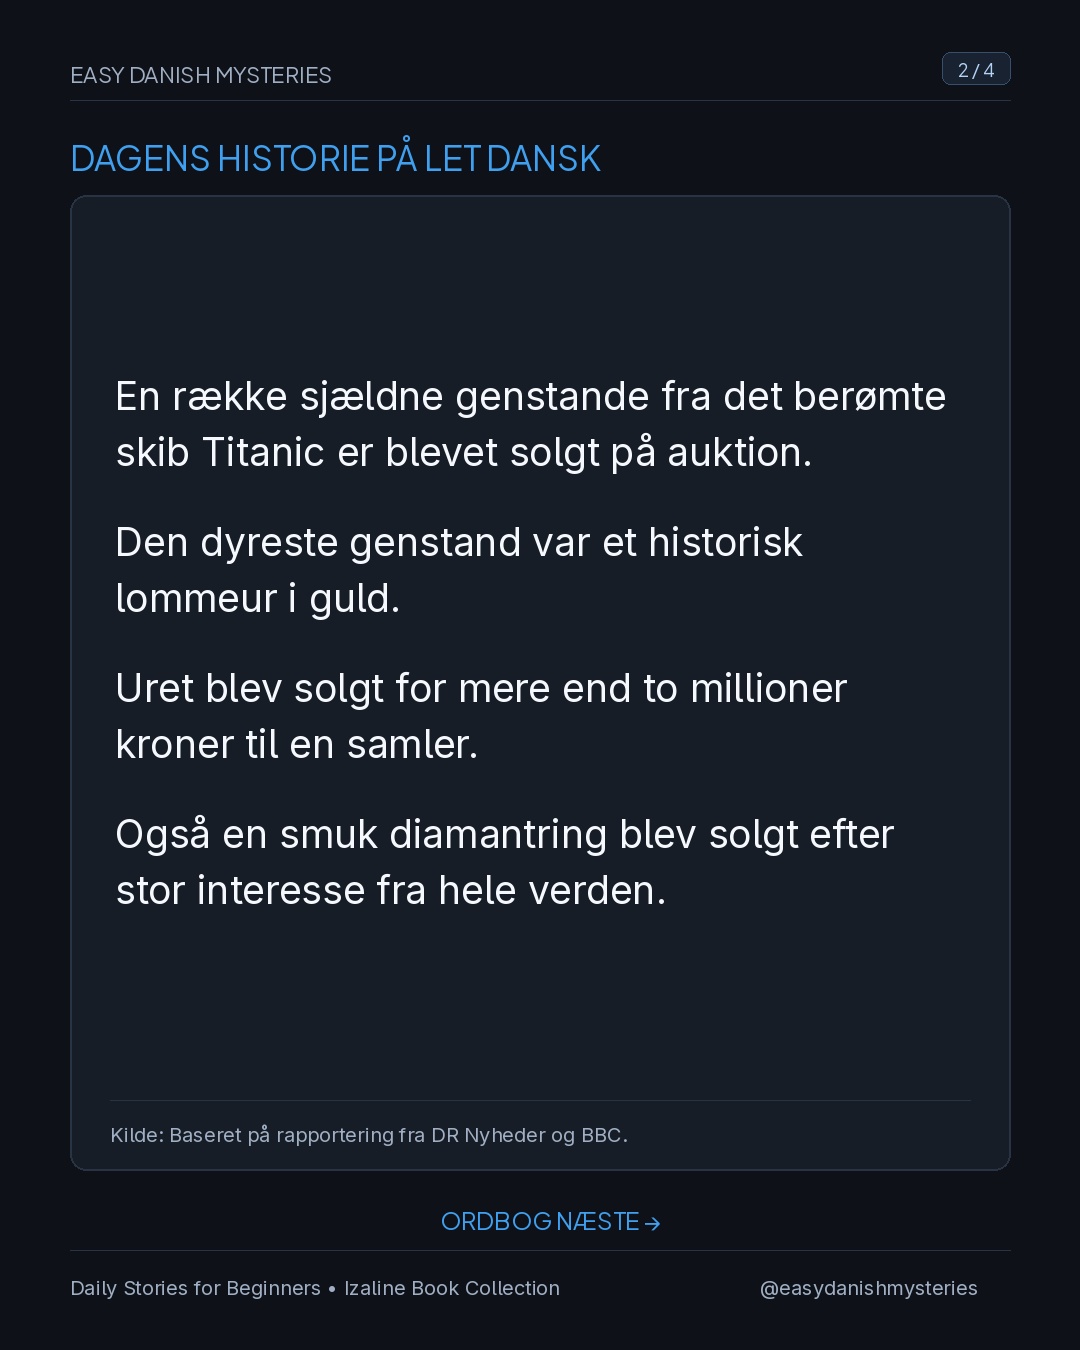 EASY DANISH MYSTERIES
2/4
DAGENS HISTORIE PÅ LET DANSK
En række sjældne genstande fra det berømte
skib Titanic er blevet solgt på auktion.
Den dyreste genstand var et historisk
lommeur i guld.
Uret blev solgt for mere end to millioner
kroner til en samler.
Også en smuk diamantring blev solgt efter
stor interesse fra hele verden.
Kilde: Baseret på rapportering fra DR Nyheder og BBC.
ORDBOG NÆSTE →
Daily Stories for Beginners • Izaline Book Collection
@easydanishmysteries